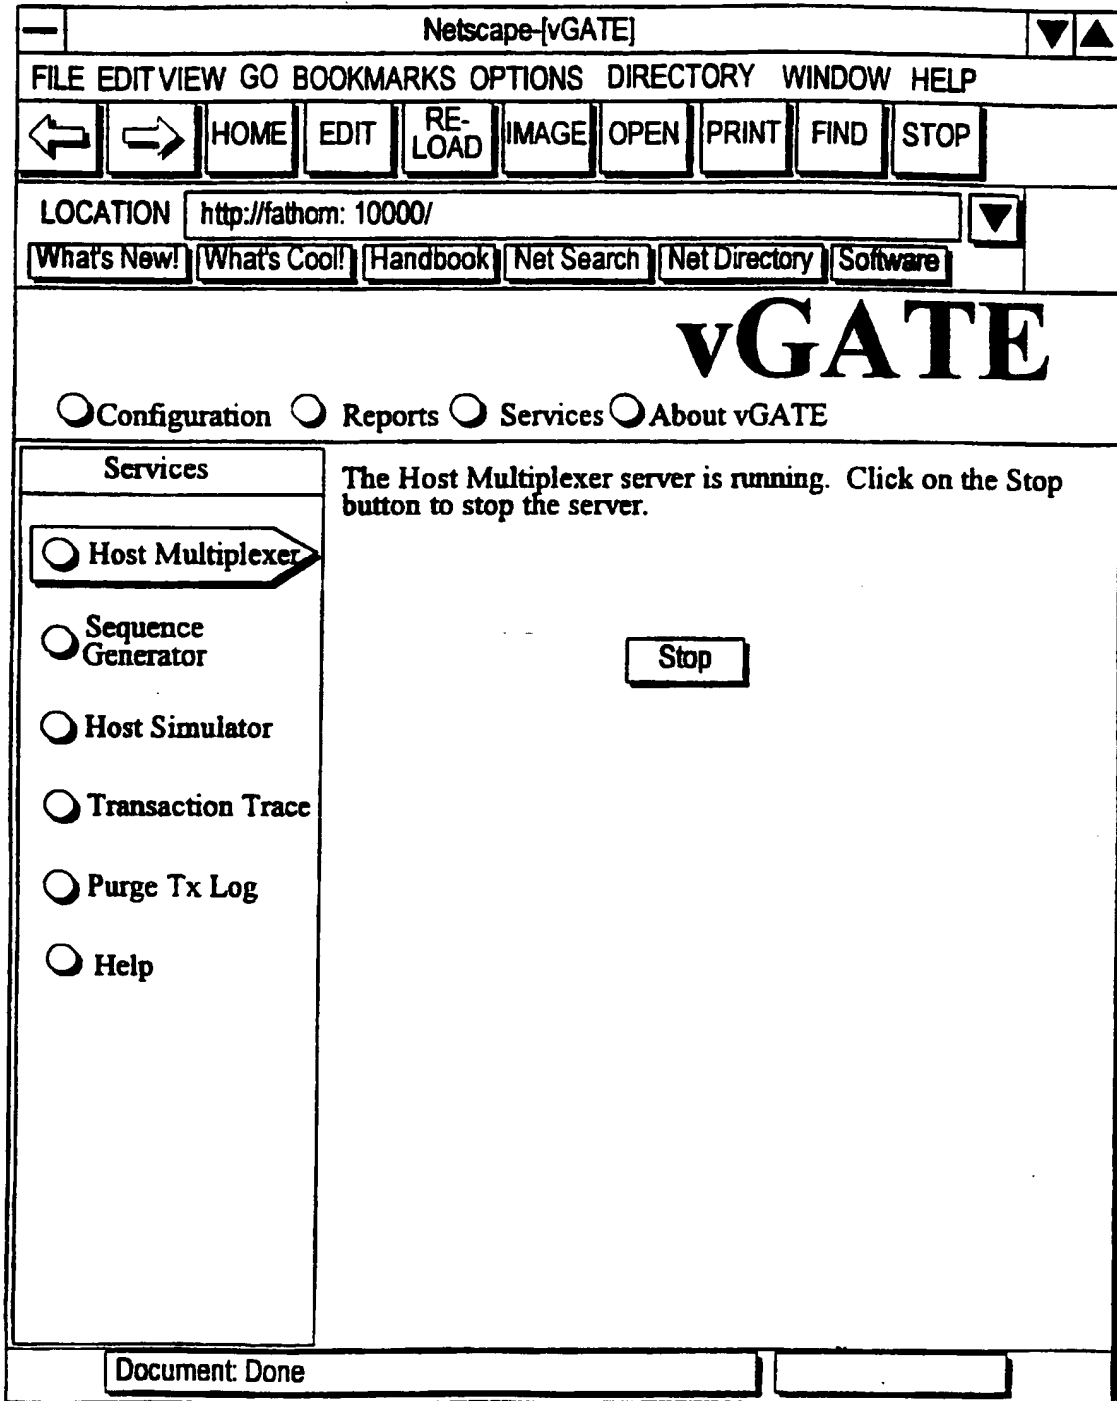 Netscape-[vGATE]
FILE EDIT VIEW GO BOOKMARKS OPTIONS DIRECTORY WINDOW HELP
HOME EDIT RE-LOAD IMAGE OPEN PRINT FIND STOP
LOCATION http://fathom: 10000/
What's New! What's Cool! Handbook Net Search Net Directory Software
vGATE
Configuration Reports Services About vGATE
Services
The Host Multiplexer server is running. Click on the Stop
button to stop the server.
Host Multiplexer
Sequence
Generator
Stop
Host Simulator
Transaction Trace
Purge Tx Log
Help
Document: Done